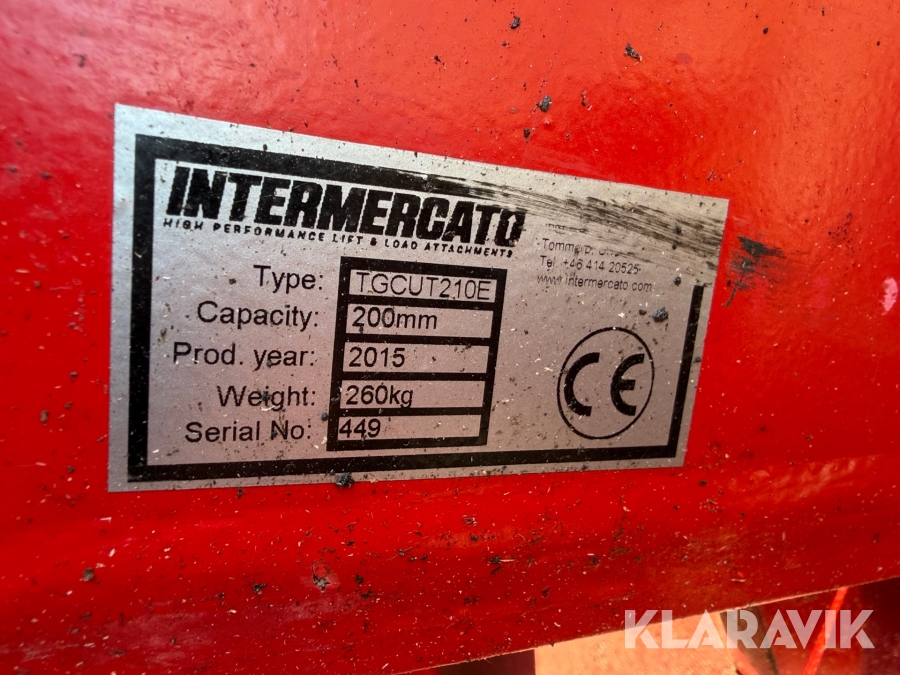 INTERMERCATO
HIGH PERFORMANCE LIFT & LOAD ATTACHMENTS
Tel. +46 414 20525
www.intermercato.com
Type: TGCUT210E
Capacity: 200mm
Prod. year: 2015
Weight: 260kg
Serial No: 449
CE
KLARAVIK